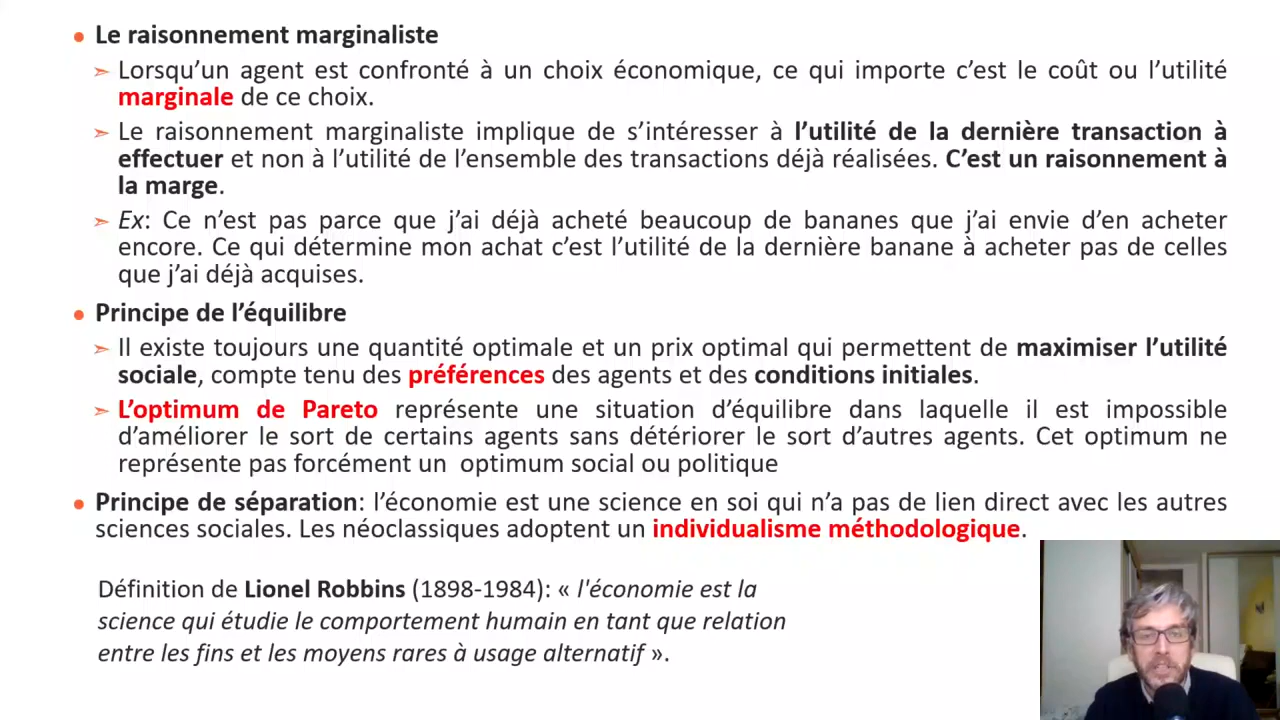 • Le raisonnement marginaliste
➢ Lorsqu’un agent est confronté à un choix économique, ce qui importe c’est le coût ou l’utilité
marginale de ce choix.
➢ Le raisonnement marginaliste implique de s’intéresser à l’utilité de la dernière transaction à
effectuer et non à l’utilité de l’ensemble des transactions déjà réalisées. C’est un raisonnement à
la marge.
➢ Ex: Ce n’est pas parce que j’ai déjà acheté beaucoup de bananes que j’ai envie d’en acheter
encore. Ce qui détermine mon achat c’est l’utilité de la dernière banane à acheter pas de celles
que j’ai déjà acquises.
• Principe de l’équilibre
➢ Il existe toujours une quantité optimale et un prix optimal qui permettent de maximiser l’utilité
sociale, compte tenu des préférences des agents et des conditions initiales.
➢ L’optimum de Pareto représente une situation d’équilibre dans laquelle il est impossible
d’améliorer le sort de certains agents sans détériorer le sort d’autres agents. Cet optimum ne
représente pas forcément un optimum social ou politique
• Principe de séparation: l’économie est une science en soi qui n’a pas de lien direct avec les autres
sciences sociales. Les néoclassiques adoptent un individualisme méthodologique.
Définition de Lionel Robbins (1898-1984): « l'économie est la
science qui étudie le comportement humain en tant que relation
entre les fins et les moyens rares à usage alternatif ».